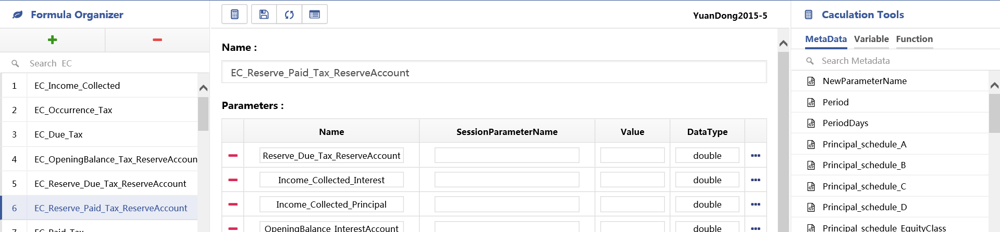 Formula Organizer
Search EC
1 EC_Income_Collected
2 EC_Occurrence_Tax
3 EC_Due_Tax
4 EC_OpeningBalance_Tax_ReserveAccoun
5 EC_Reserve_Due_Tax_ReserveAccount
6 EC_Reserve_Paid_Tax_ReserveAccount
7 EC_Paid_Tax
YuanDong2015-5
Name :
EC_Reserve_Paid_Tax_ReserveAccount
Parameters :
Name SessionParameterName Value DataType
Reserve_Due_Tax_ReserveAccount double
Income_Collected_Interest double
Income_Collected_Principal double
OpeningBalance_InterestAccount double
Caculation Tools
MetaData Variable Function
Search Metadata
NewParameterName
Period
PeriodDays
Principal_schedule_A
Principal_schedule_B
Principal_schedule_C
Principal_schedule_D
Principal_schedule_EquityClass